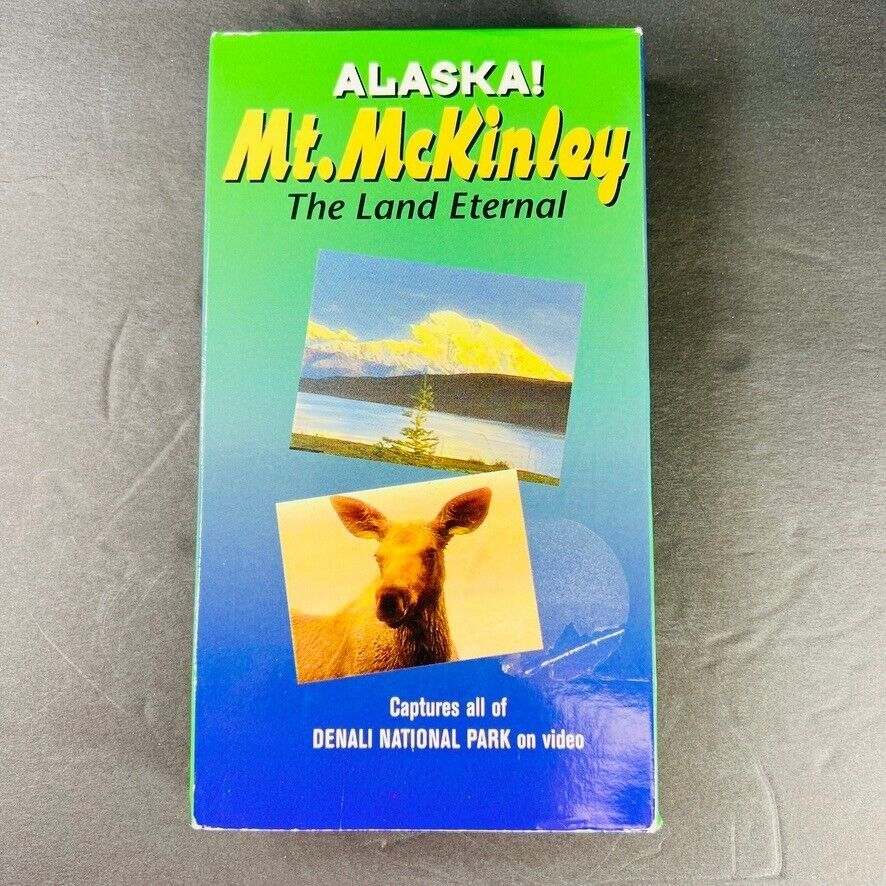 ALASKA!
Mt. McKinley
The Land Eternal
Captures all of
DENALI NATIONAL PARK on video